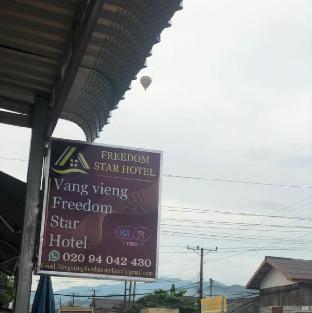 FREEDOM
STAR HOTEL
Vang vieng
Freedom
Star
Hotel
020 94 042 430